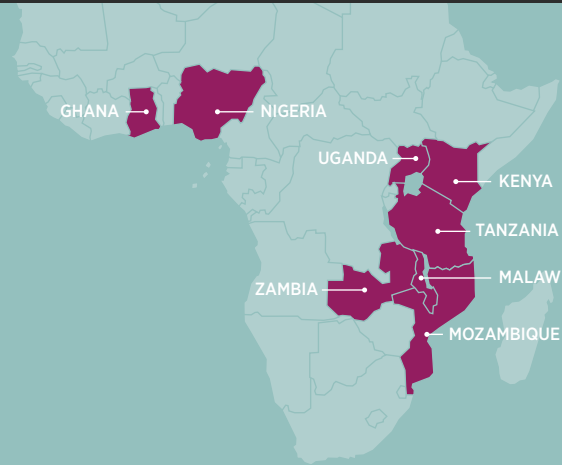 GHANA
NIGERIA
UGANDA
KENYA
TANZANIA
MALAW
ZAMBIA
MOZAMBIQUE